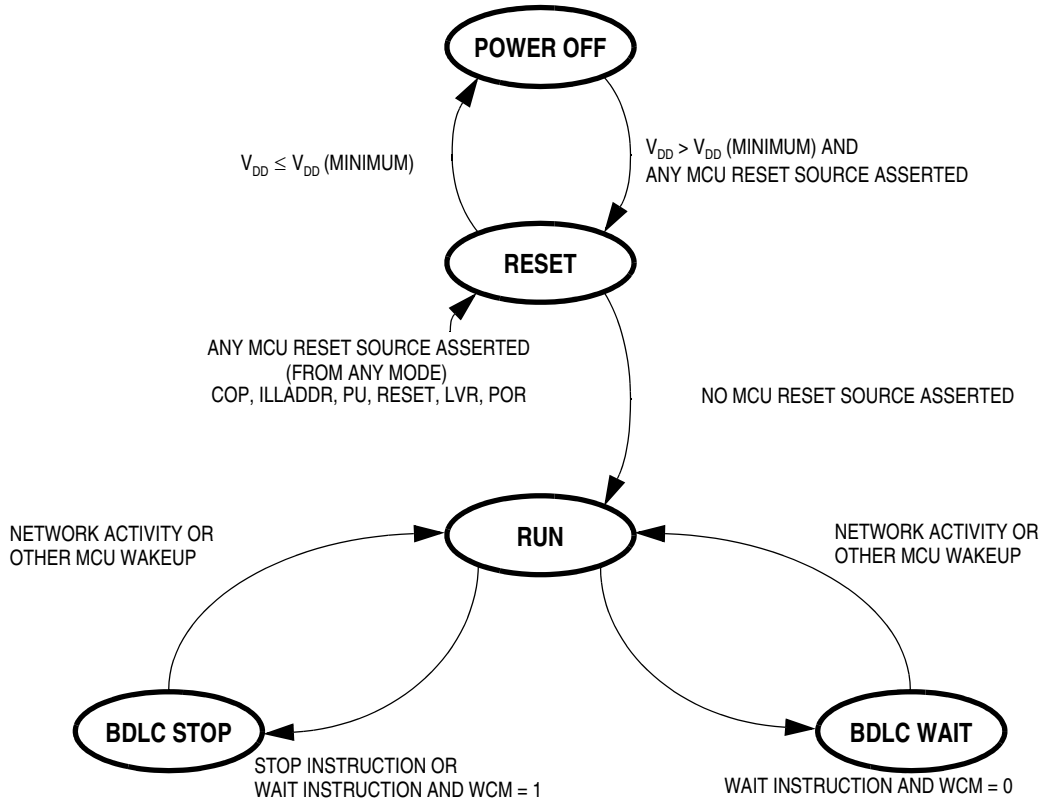 POWER OFF
V_DD ≤ V_DD (MINIMUM)
V_DD > V_DD (MINIMUM) AND
ANY MCU RESET SOURCE ASSERTED
RESET
ANY MCU RESET SOURCE ASSERTED
(FROM ANY MODE)
COP, ILLADDR, PU, RESET, LVR, POR
NO MCU RESET SOURCE ASSERTED
NETWORK ACTIVITY OR
OTHER MCU WAKEUP
RUN
NETWORK ACTIVITY OR
OTHER MCU WAKEUP
BDLC STOP
BDLC WAIT
STOP INSTRUCTION OR
WAIT INSTRUCTION AND WCM = 1
WAIT INSTRUCTION AND WCM = 0